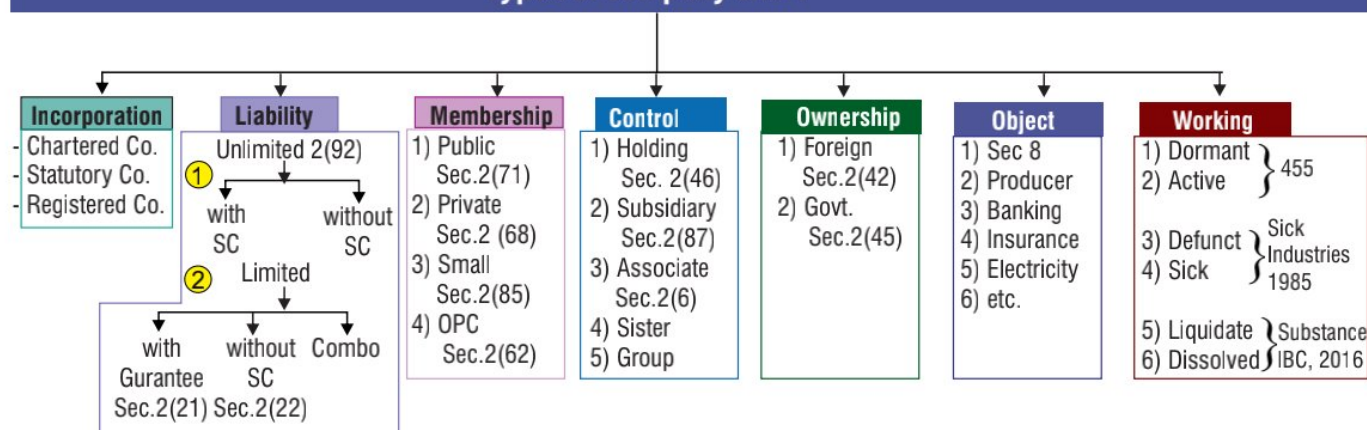 Incorporation
- Chartered Co.
- Statutory Co.
- Registered Co.
Liability
Unlimited 2(92)
1
with
SC
without
SC
2
Limited
with
Gurantee
Sec.2(21)
without
SC
Sec.2(22)
Combo
Membership
1) Public
Sec.2(71)
2) Private
Sec.2 (68)
3) Small
Sec.2(85)
4) OPC
Sec.2(62)
Control
1) Holding
Sec. 2(46)
2) Subsidiary
Sec.2(87)
3) Associate
Sec.2(6)
4) Sister
5) Group
Ownership
1) Foreign
Sec.2(42)
2) Govt.
Sec.2(45)
Object
1) Sec 8
2) Producer
3) Banking
4) Insurance
5) Electricity
6) etc.
Working
1) Dormant
2) Active
455
3) Defunct
4) Sick
Sick
Industries
1985
5) Liquidate
6) Dissolved
Substance
IBC, 2016